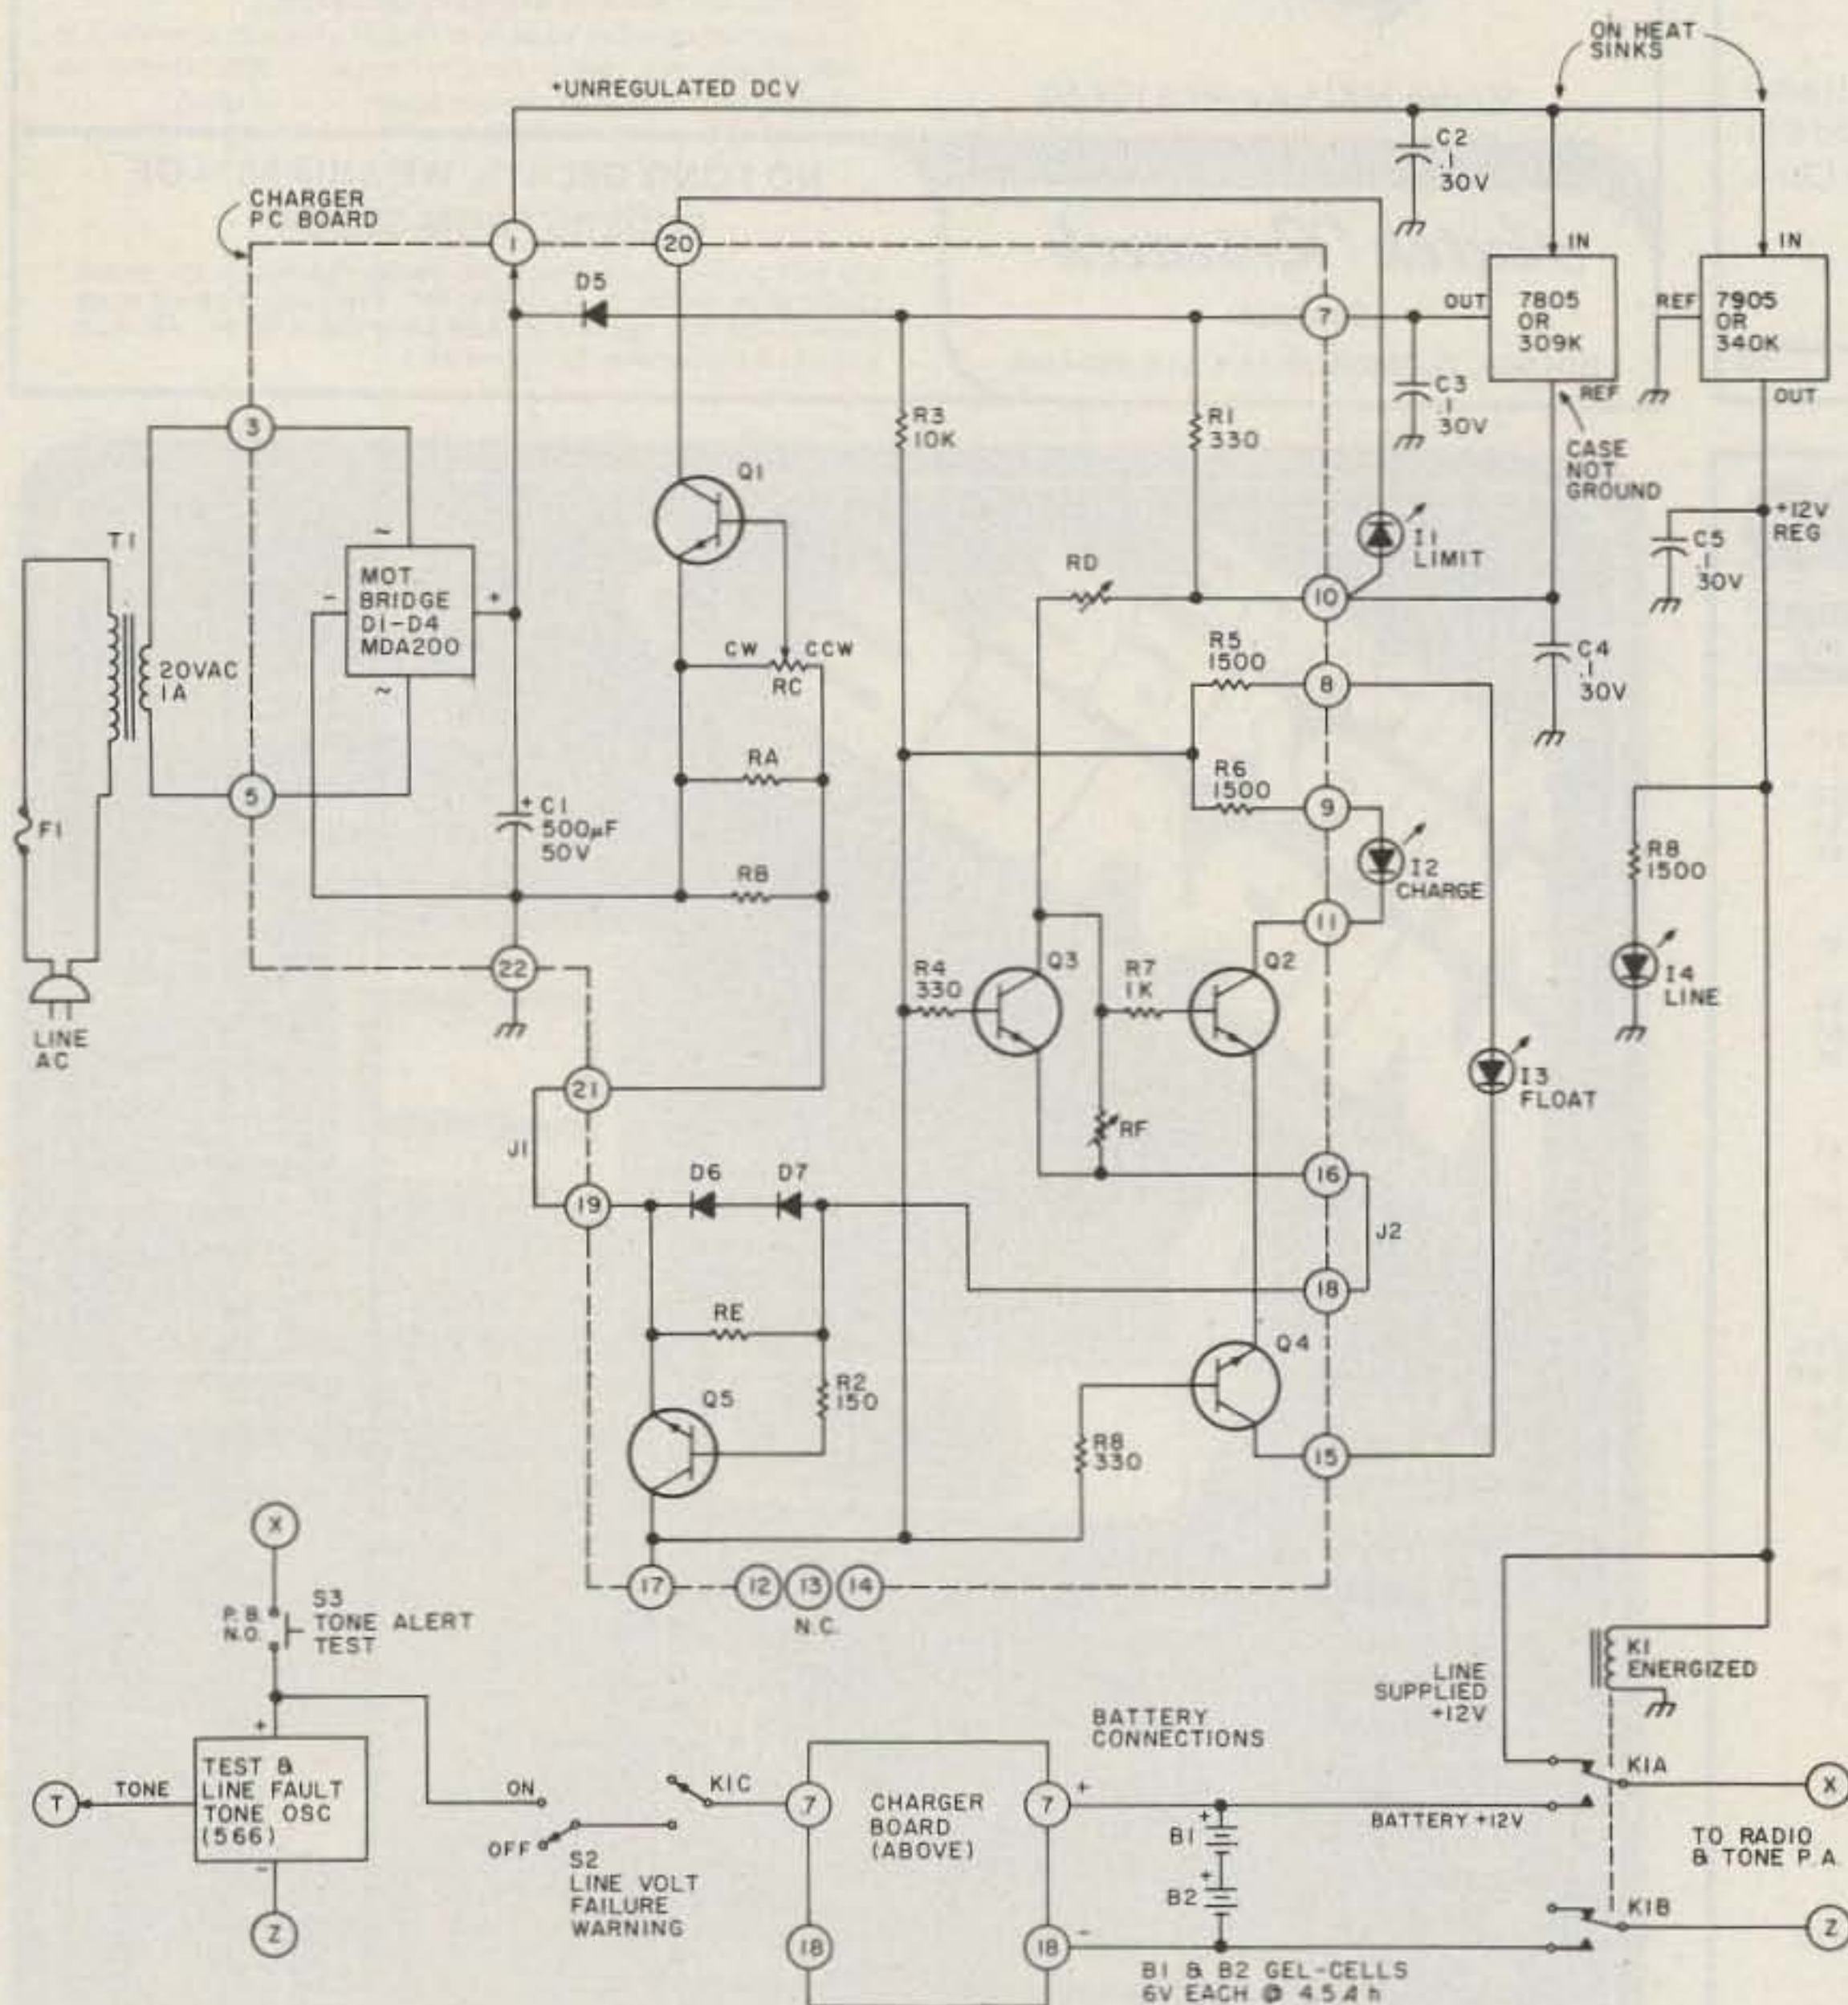 ON HEAT
SINKS
+UNREGULATED DCV
C2
.1
30V
CHARGER
PC BOARD
1
20
IN
IN
D5
7
OUT
7805
OR
309K
REF
7905
OR
340K
REF
OUT
C3
.1
30V
3
R3
10K
R1
330
CASE
NOT
GROUND
Q1
+12V
REG
T1
~
I1
LIMIT
C5
.1
30V
MOT.
BRIDGE
D1-D4
MDA200
-
+
~
RD
10
20VAC
1A
CW
CCW
RC
R5
1500
8
C4
.1
30V
RA
R6
1500
9
5
F1
+
C1
500µF
50V
R8
1500
RB
I2
CHARGE
11
22
R4
330
Q3
R7
1K
Q2
I4
LINE
LINE
AC
21
I3
FLOAT
RF
J1
D6
D7
16
19
J2
18
RE
Q4
Q5
R2
150
R8
330
15
X
17
12
13
14
N.C.
P.B.
N.O.
S3
TONE ALERT
TEST
K1
ENERGIZED
LINE
SUPPLIED
+12V
+
BATTERY
CONNECTIONS
TEST &
LINE FAULT
TONE OSC
(566)
K1C
K1A
T
TONE
ON
7
CHARGER
BOARD
(ABOVE)
7
+
X
+
B1
BATTERY +12V
OFF
TO RADIO
& TONE P.A.
-
S2
LINE VOLT
FAILURE
WARNING
+
B2
K1B
Z
18
18
-
Z
B1 & B2 GEL-CELLS
6V EACH @ 4.5 A h